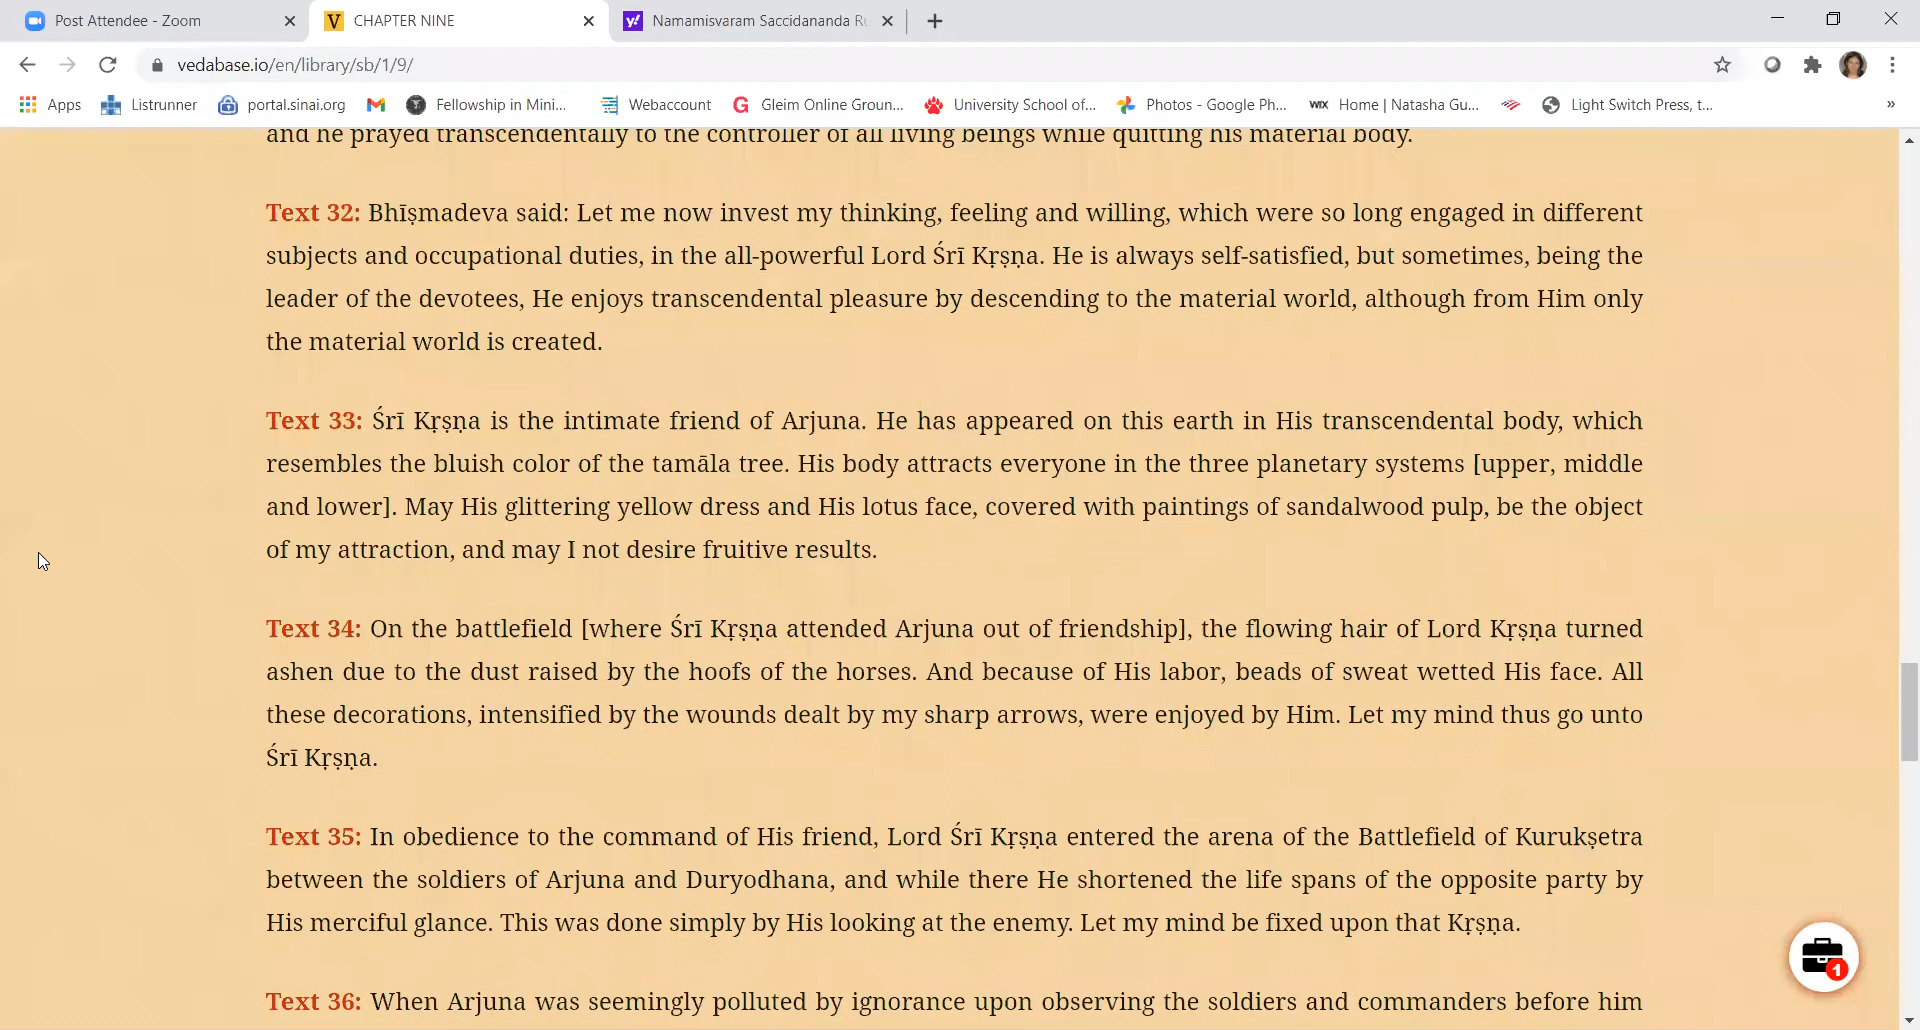 Post Attendee - Zoom
CHAPTER NINE
Namamisvaram Saccidananda Ru
vedabase.io/en/library/sb/1/9/
Apps
Listrunner
portal.sinai.org
Fellowship in Mini...
Webaccount
Gleim Online Groun...
University School of...
Photos - Google Ph...
WIX Home | Natasha Gu...
Light Switch Press, t...
and he prayed transcendentally to the controller of all living beings while quitting his material body.
Text 32: Bhīṣmadeva said: Let me now invest my thinking, feeling and willing, which were so long engaged in different
subjects and occupational duties, in the all-powerful Lord Śrī Kṛṣṇa. He is always self-satisfied, but sometimes, being the
leader of the devotees, He enjoys transcendental pleasure by descending to the material world, although from Him only
the material world is created.
Text 33: Śrī Kṛṣṇa is the intimate friend of Arjuna. He has appeared on this earth in His transcendental body, which
resembles the bluish color of the tamāla tree. His body attracts everyone in the three planetary systems [upper, middle
and lower]. May His glittering yellow dress and His lotus face, covered with paintings of sandalwood pulp, be the object
of my attraction, and may I not desire fruitive results.
Text 34: On the battlefield [where Śrī Kṛṣṇa attended Arjuna out of friendship], the flowing hair of Lord Kṛṣṇa turned
ashen due to the dust raised by the hoofs of the horses. And because of His labor, beads of sweat wetted His face. All
these decorations, intensified by the wounds dealt by my sharp arrows, were enjoyed by Him. Let my mind thus go unto
Śrī Kṛṣṇa.
Text 35: In obedience to the command of His friend, Lord Śrī Kṛṣṇa entered the arena of the Battlefield of Kurukṣetra
between the soldiers of Arjuna and Duryodhana, and while there He shortened the life spans of the opposite party by
His merciful glance. This was done simply by His looking at the enemy. Let my mind be fixed upon that Kṛṣṇa.
1
Text 36: When Arjuna was seemingly polluted by ignorance upon observing the soldiers and commanders before him